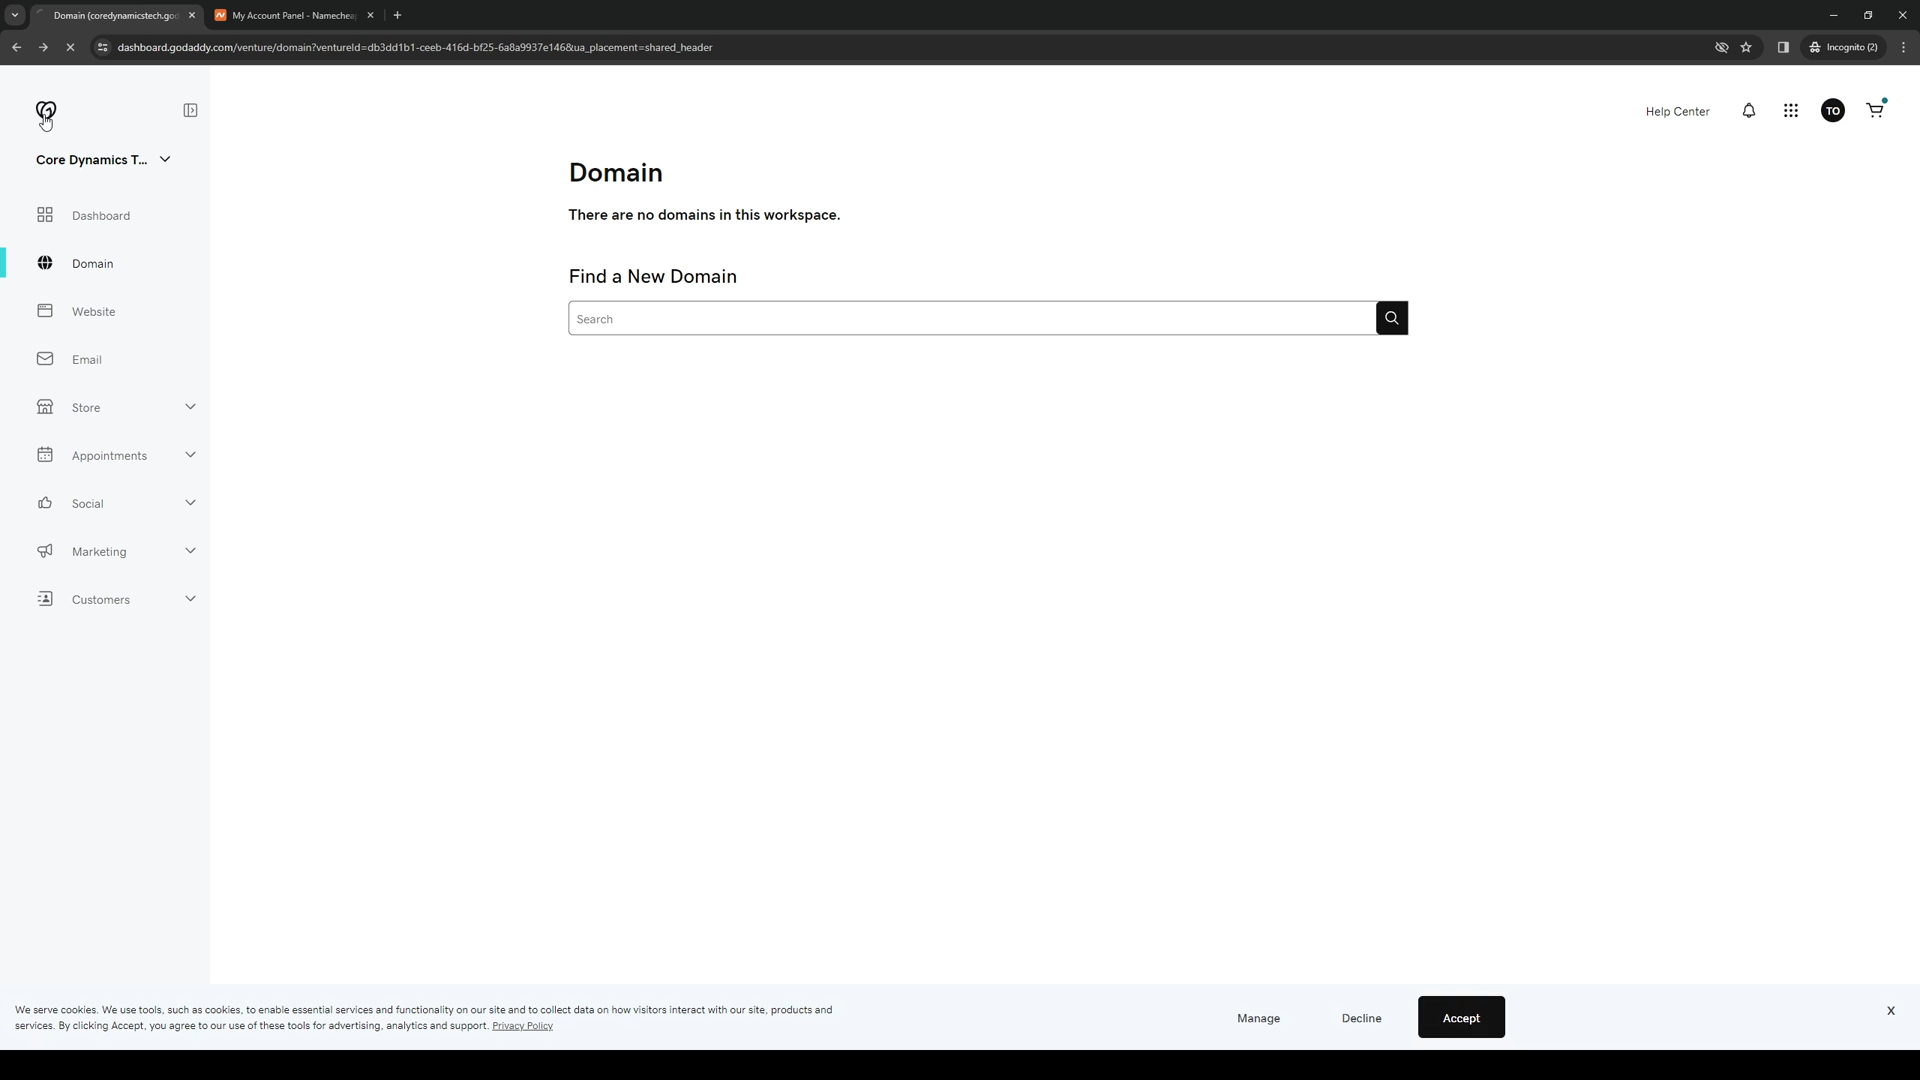 Domain (coredynamicstech.god
My Account Panel - Namecheap
dashboard.godaddy.com/venture/domain?ventureId=db3dd1b1-ceeb-416d-bf25-6a8a9937e146&ua_placement=shared_header
Incognito (2)
Help Center
TO
Core Dynamics T...
Domain
Dashboard
There are no domains in this workspace.
Domain
Find a New Domain
Website
Search
Email
Store
Appointments
Social
Marketing
Customers
We serve cookies. We use tools, such as cookies, to enable essential services and functionality on our site and to collect data on how visitors interact with our site, products and
services. By clicking Accept, you agree to our use of these tools for advertising, analytics and support. Privacy Policy
Manage
Decline
Accept
X